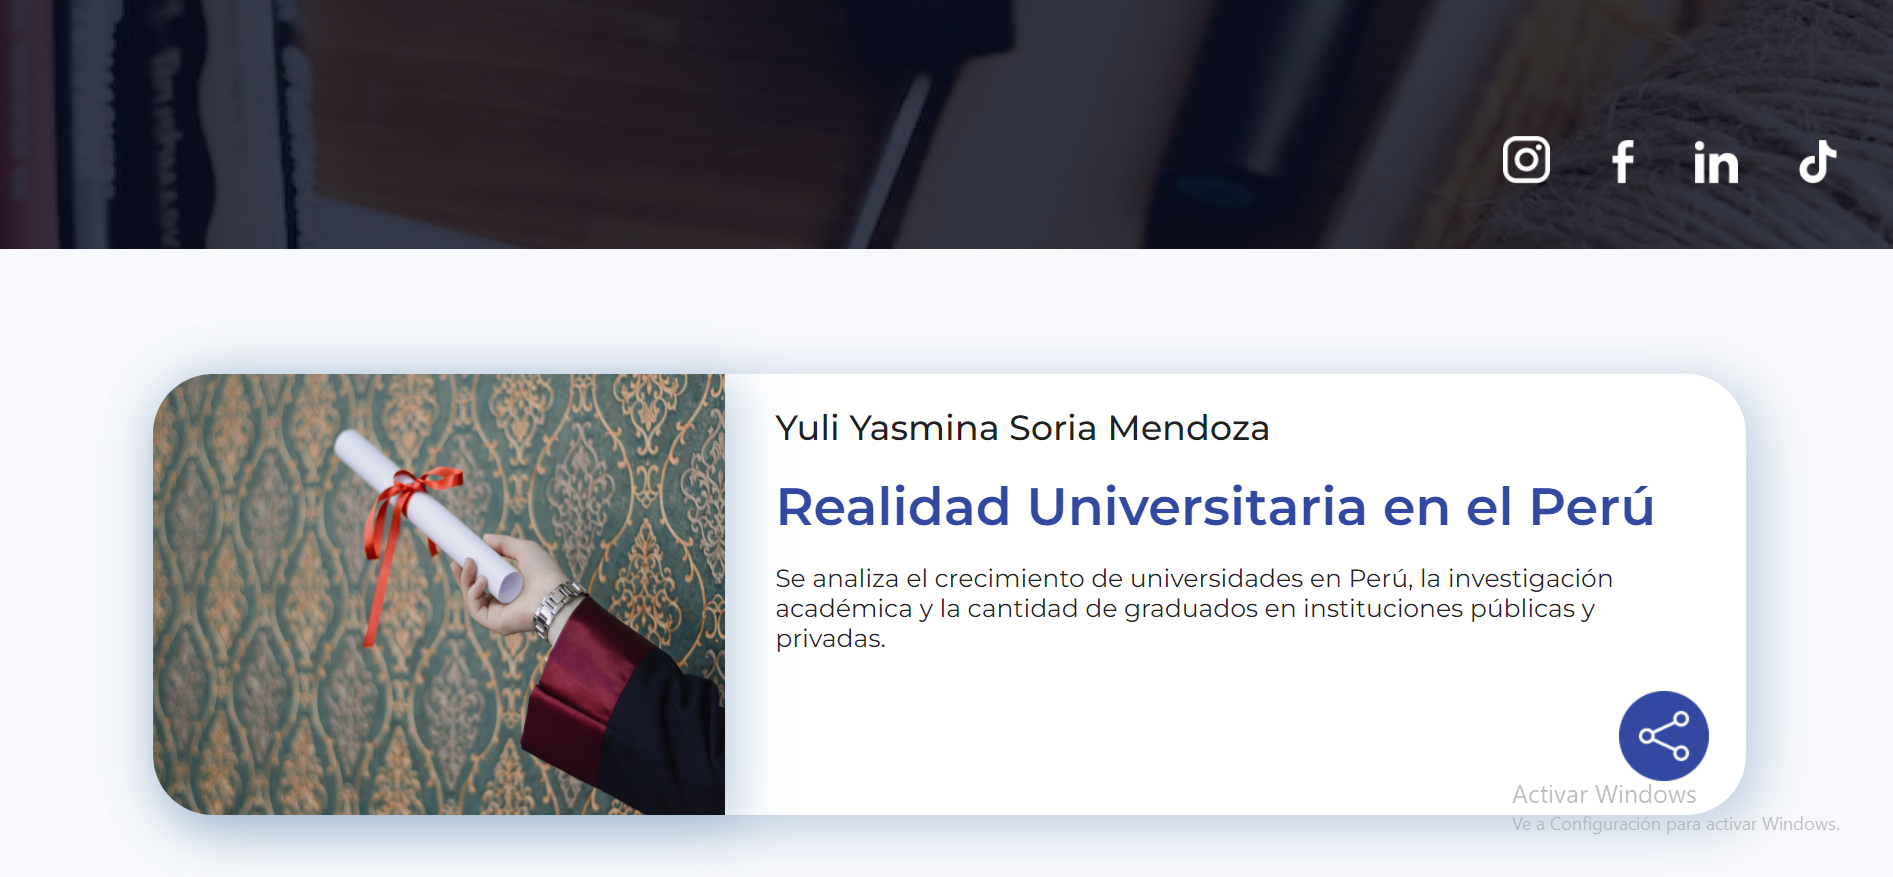 Yuli Yasmina Soria Mendoza
Realidad Universitaria en el Perú
Se analiza el crecimiento de universidades en Perú, la investigación
académica y la cantidad de graduados en instituciones públicas y
privadas.
Activar Windows
Ve a Configuración para activar Windows.